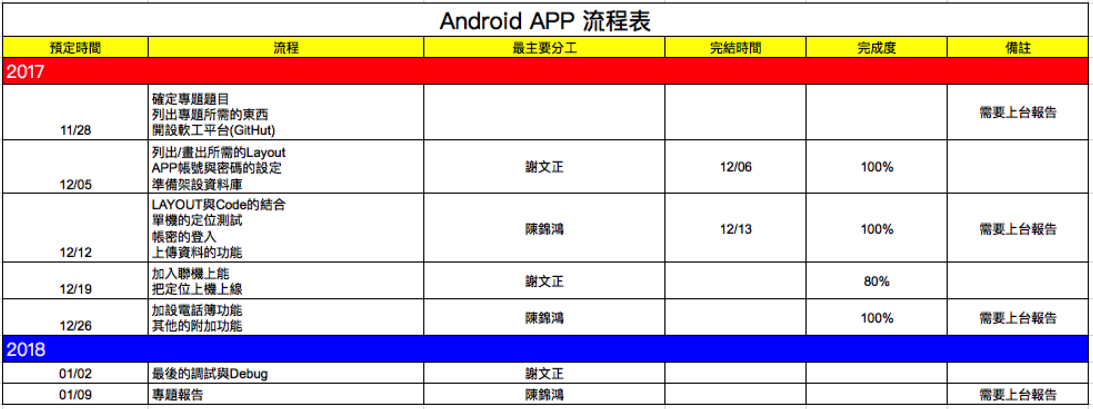 Android APP 流程表
預定時間 流程 最主要分工 完結時間 完成度 備註
2017
確定專題題目
列出專題所需的東西
開設軟工平台(GitHut)
11/28 需要上台報告
列出/畫出所需的Layout
APP帳號與密碼的設定
準備架設資料庫
12/05 謝文正 12/06 100%
LAYOUT與Code的結合
單機的定位測試
帳密的登入
上傳資料的功能
12/12 陳錦鴻 12/13 100% 需要上台報告
加入聯機上能
把定位上機上線
12/19 謝文正 80%
加設電話簿功能
其他的附加功能
12/26 陳錦鴻 100% 需要上台報告
2018
01/02 最後的調試與Debug 謝文正
01/09 專題報告 陳錦鴻 需要上台報告